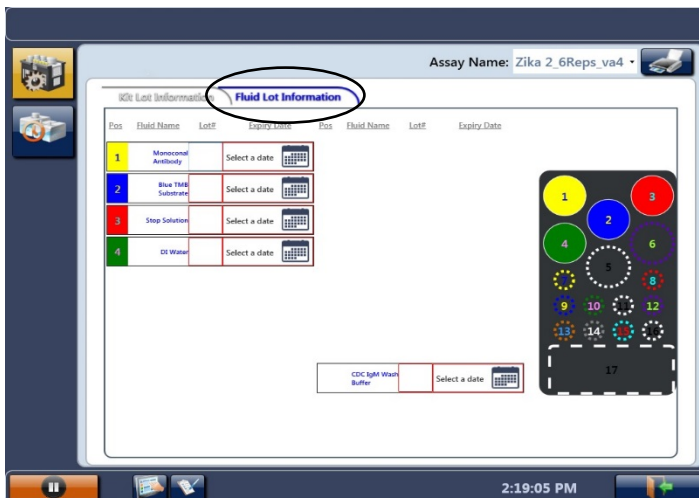 Assay Name: Zika 2_6Reps_va4
Kit Lot Information Fluid Lot Information
Pos Fluid Name Lot# Expiry Date Pos Fluid Name Lot# Expiry Date
1 Monoconal Antibody Select a date
2 Blue TMB Substrate Select a date
3 Stop Solution Select a date
4 DI Water Select a date
CDC IgM Wash Buffer Select a date
1 3
2
4 6
5
7 8
9 10 11 12
13 14 15 16
17
2:19:05 PM